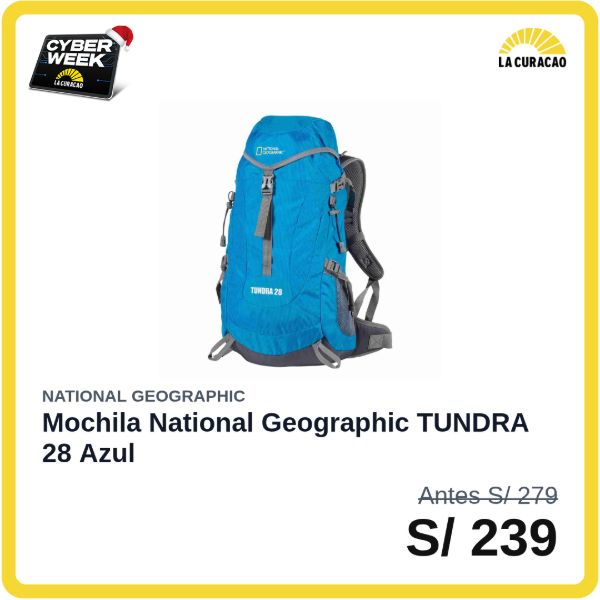 CYBER
WEEK
LA CURACAO
LA CURACAO
NATIONAL
GEOGRAPHIC
TUNDRA 28
NATIONAL GEOGRAPHIC
Mochila National Geographic TUNDRA
28 Azul
Antes S/ 279
S/ 239